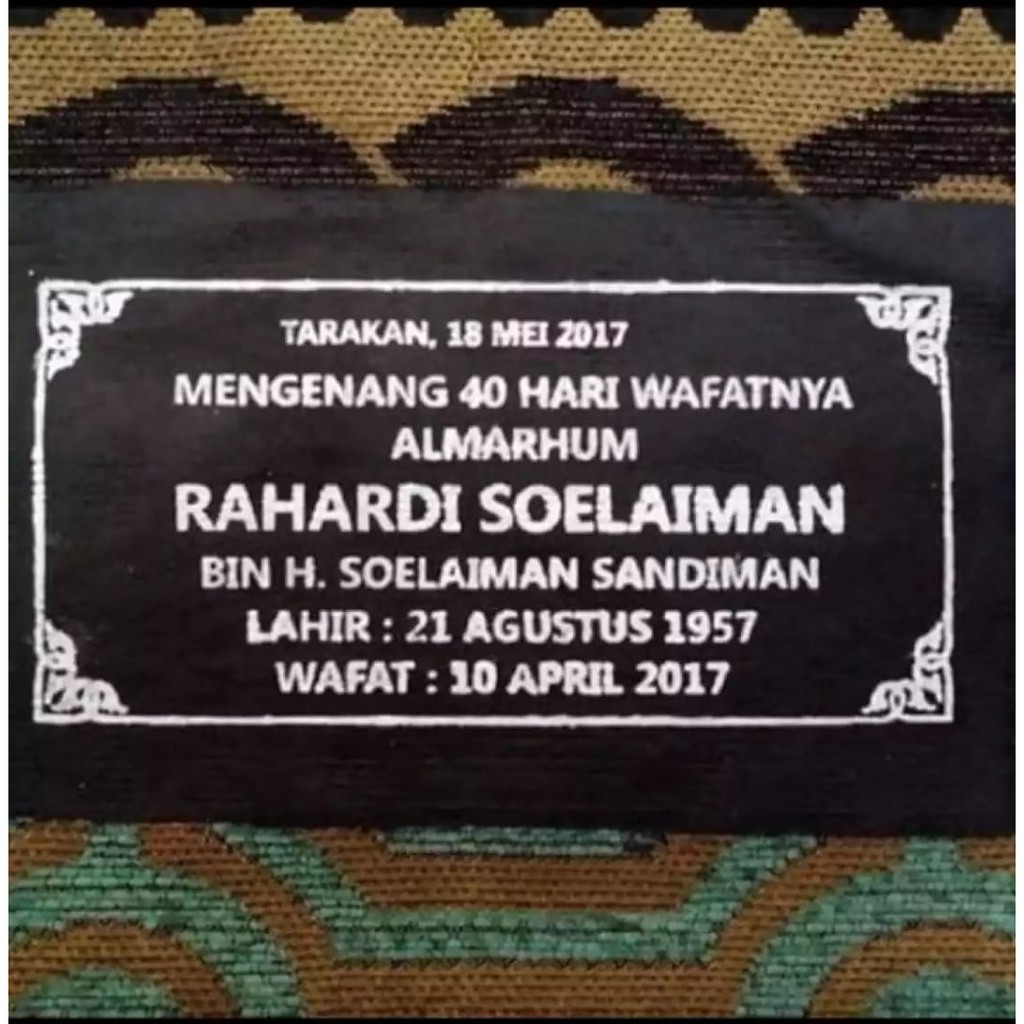 TARAKAN, 18 MEI 2017
MENGENANG 40 HARI WAFATNYA
ALMARHUM
RAHARDI SOELAIMAN
BIN H. SOELAIMAN SANDIMAN
LAHIR : 21 AGUSTUS 1957
WAFAT : 10 APRIL 2017